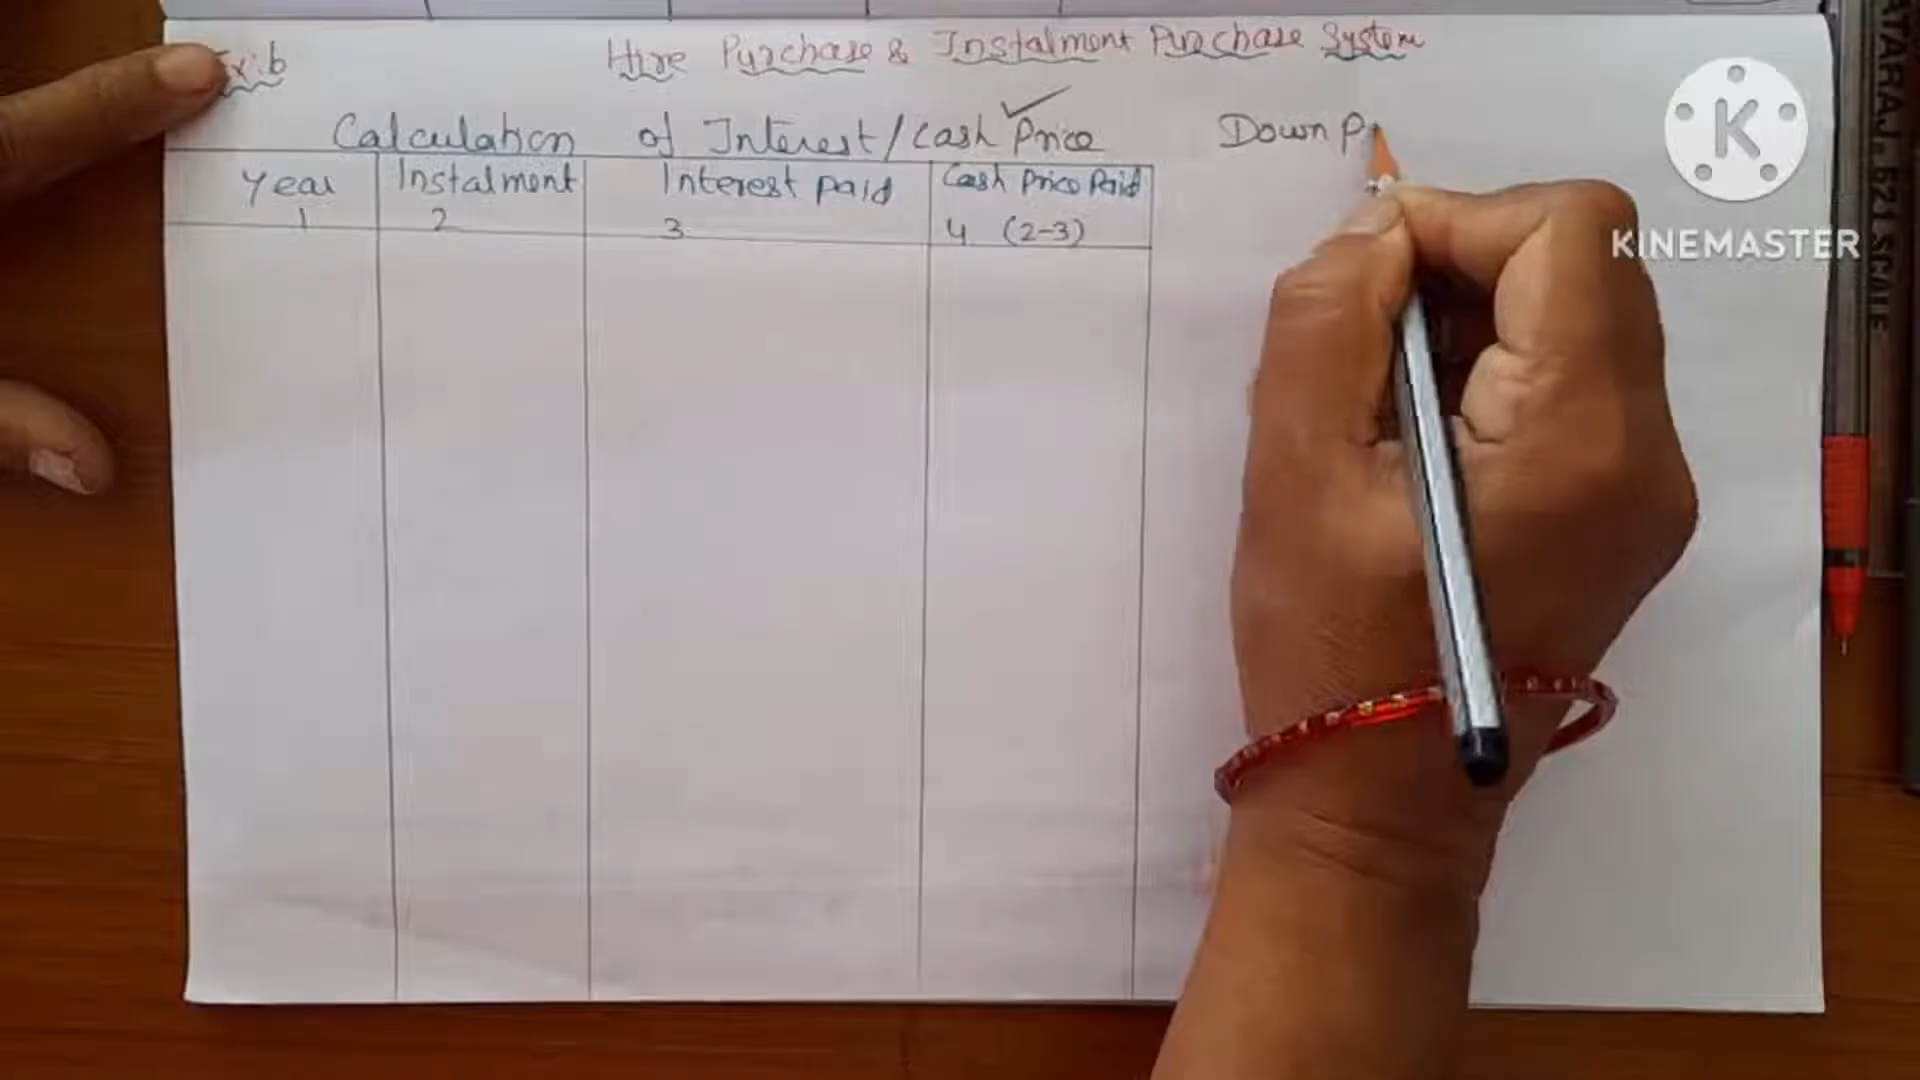 Ex:b
Hire Purchase & Instalment Purchase System
Calculation of Interest/Cash Price
Down P
Year Instalment Interest Paid Cash Price Paid
1 2 3 4 (2-3)
K
KINEMASTER